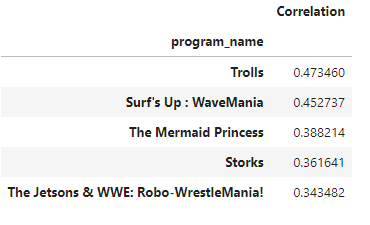 Correlation
program_name
Trolls 0.473460
Surf's Up : WaveMania 0.452737
The Mermaid Princess 0.388214
Storks 0.361641
The Jetsons & WWE: Robo-WrestleMania! 0.343482